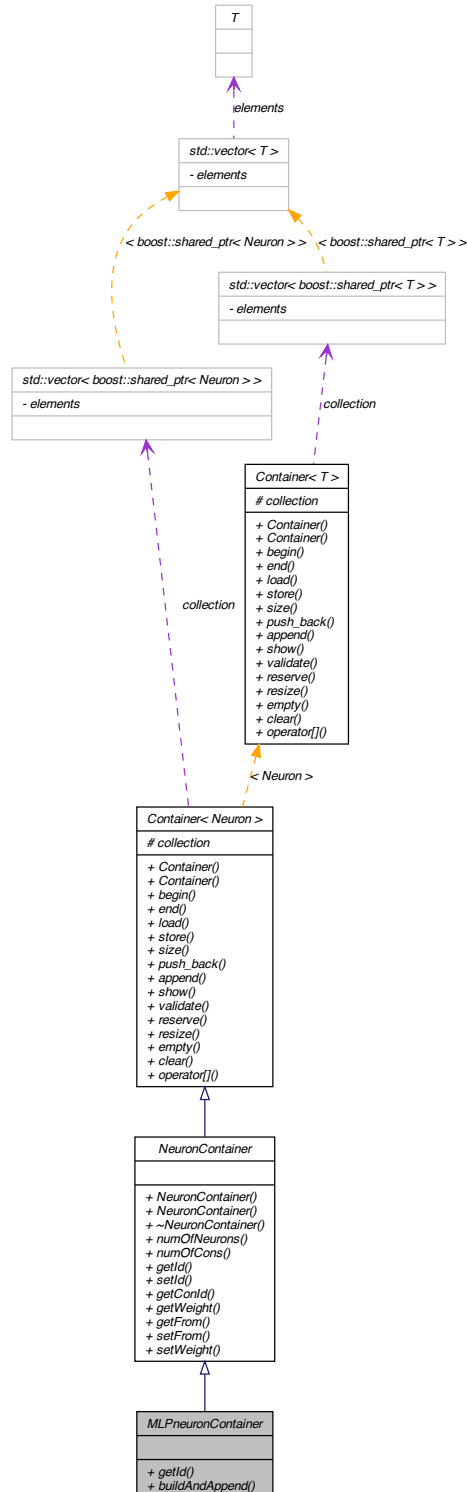 T
elements
std::vector< T >
- elements
< boost::shared_ptr< Neuron > >
< boost::shared_ptr< T > >
std::vector< boost::shared_ptr< T > >
- elements
std::vector< boost::shared_ptr< Neuron > >
- elements
collection
Container< T >
# collection
+ Container()
+ Container()
+ begin()
+ end()
+ load()
+ store()
+ size()
+ push_back()
+ append()
+ show()
+ validate()
+ reserve()
+ resize()
+ empty()
+ clear()
+ operator[]()
collection
< Neuron >
Container< Neuron >
# collection
+ Container()
+ Container()
+ begin()
+ end()
+ load()
+ store()
+ size()
+ push_back()
+ append()
+ show()
+ validate()
+ reserve()
+ resize()
+ empty()
+ clear()
+ operator[]()
NeuronContainer
+ NeuronContainer()
+ NeuronContainer()
+ ~NeuronContainer()
+ numOfNeurons()
+ numOfCons()
+ getId()
+ setId()
+ getConId()
+ getWeight()
+ getFrom()
+ setFrom()
+ setWeight()
MLPneuronContainer
+ getId()
+ buildAndAppend()